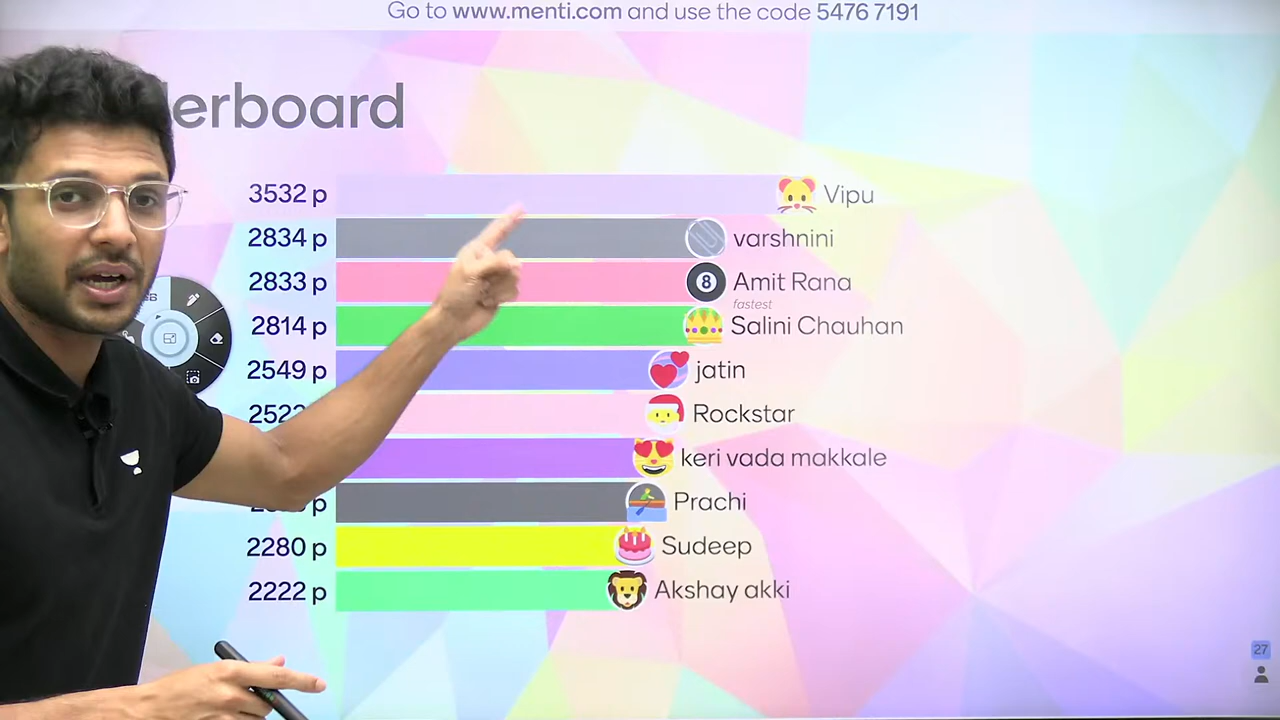 Go to www.menti.com and use the code 5476 7191
erboard
3532 p Vipu
2834 p varshnini
2833 p 8 Amit Rana
fastest
2814 p Salini Chauhan
2549 p jatin
Rockstar
keri vada makkale
Prachi
2280 p Sudeep
2222 p Akshay akki
27